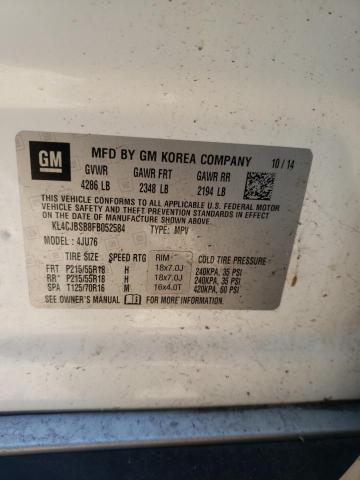 GM
MFD BY GM KOREA COMPANY 10 / 14
GVWR GAWR FRT GAWR RR
4286 LB 2348 LB 2194 LB
THIS VEHICLE CONFORMS TO ALL APPLICABLE U.S. FEDERAL MOTOR
VEHICLE SAFETY, BUMPER, AND THEFT PREVENTION STANDARDS IN
EFFECT ON THE DATE OF MANUFACTURE SHOWN ABOVE.
KL4CJBSB8FB052584 TYPE: MPV
MODEL: 4JU76
TIRE SIZE SPEED RTG RIM COLD TIRE PRESSURE
FRT P215/55R18 H 18x7.0J 240KPA, 35 PSI
RR* P215/55R18 H 18x7.0J 240KPA, 35 PSI
SPA T125/70R16 M 16x4.0T 420KPA, 60 PSI
SEE OWNER'S MANUAL FOR ADDITIONAL INFORMATION